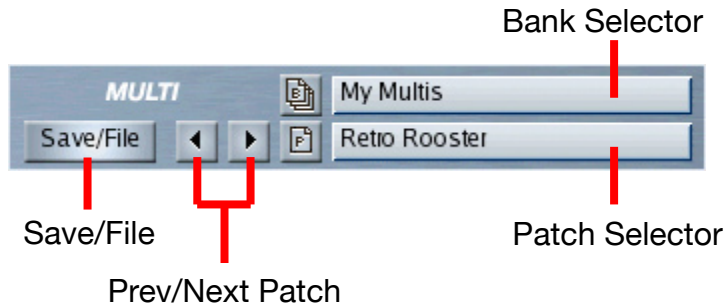 Bank Selector
MULTI
B
My Multis
Save/File
P
Retro Rooster
Save/File
Patch Selector
Prev/Next Patch